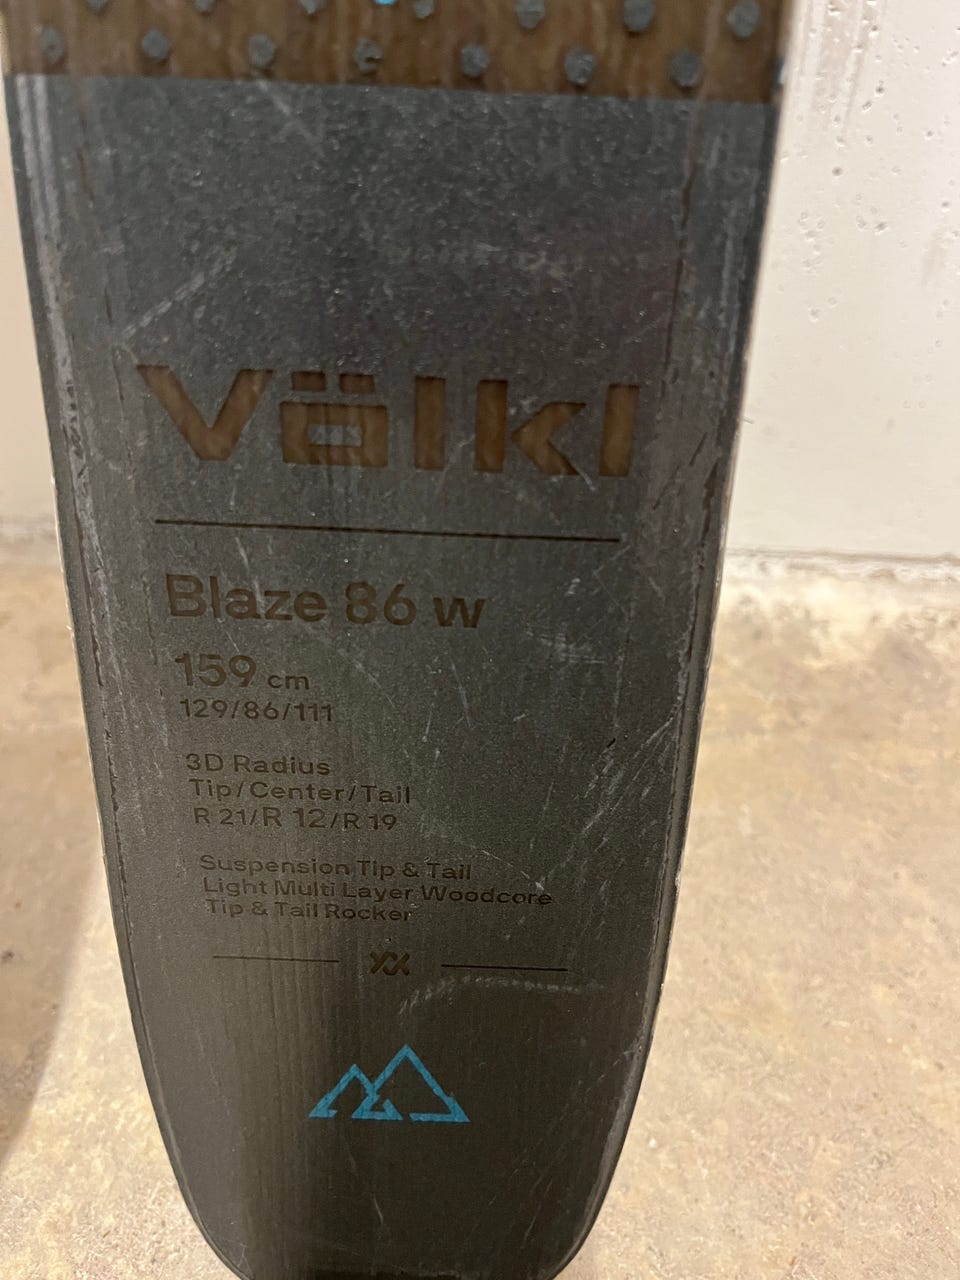 Völkl
Blaze 86 W
159 cm
129/86/111
3D Radius
Tip/Center/Tail
R 21/R 12/R 19
Suspension Tip & Tail
Light Multi Layer Woodcore
Tip & Tail Rocker